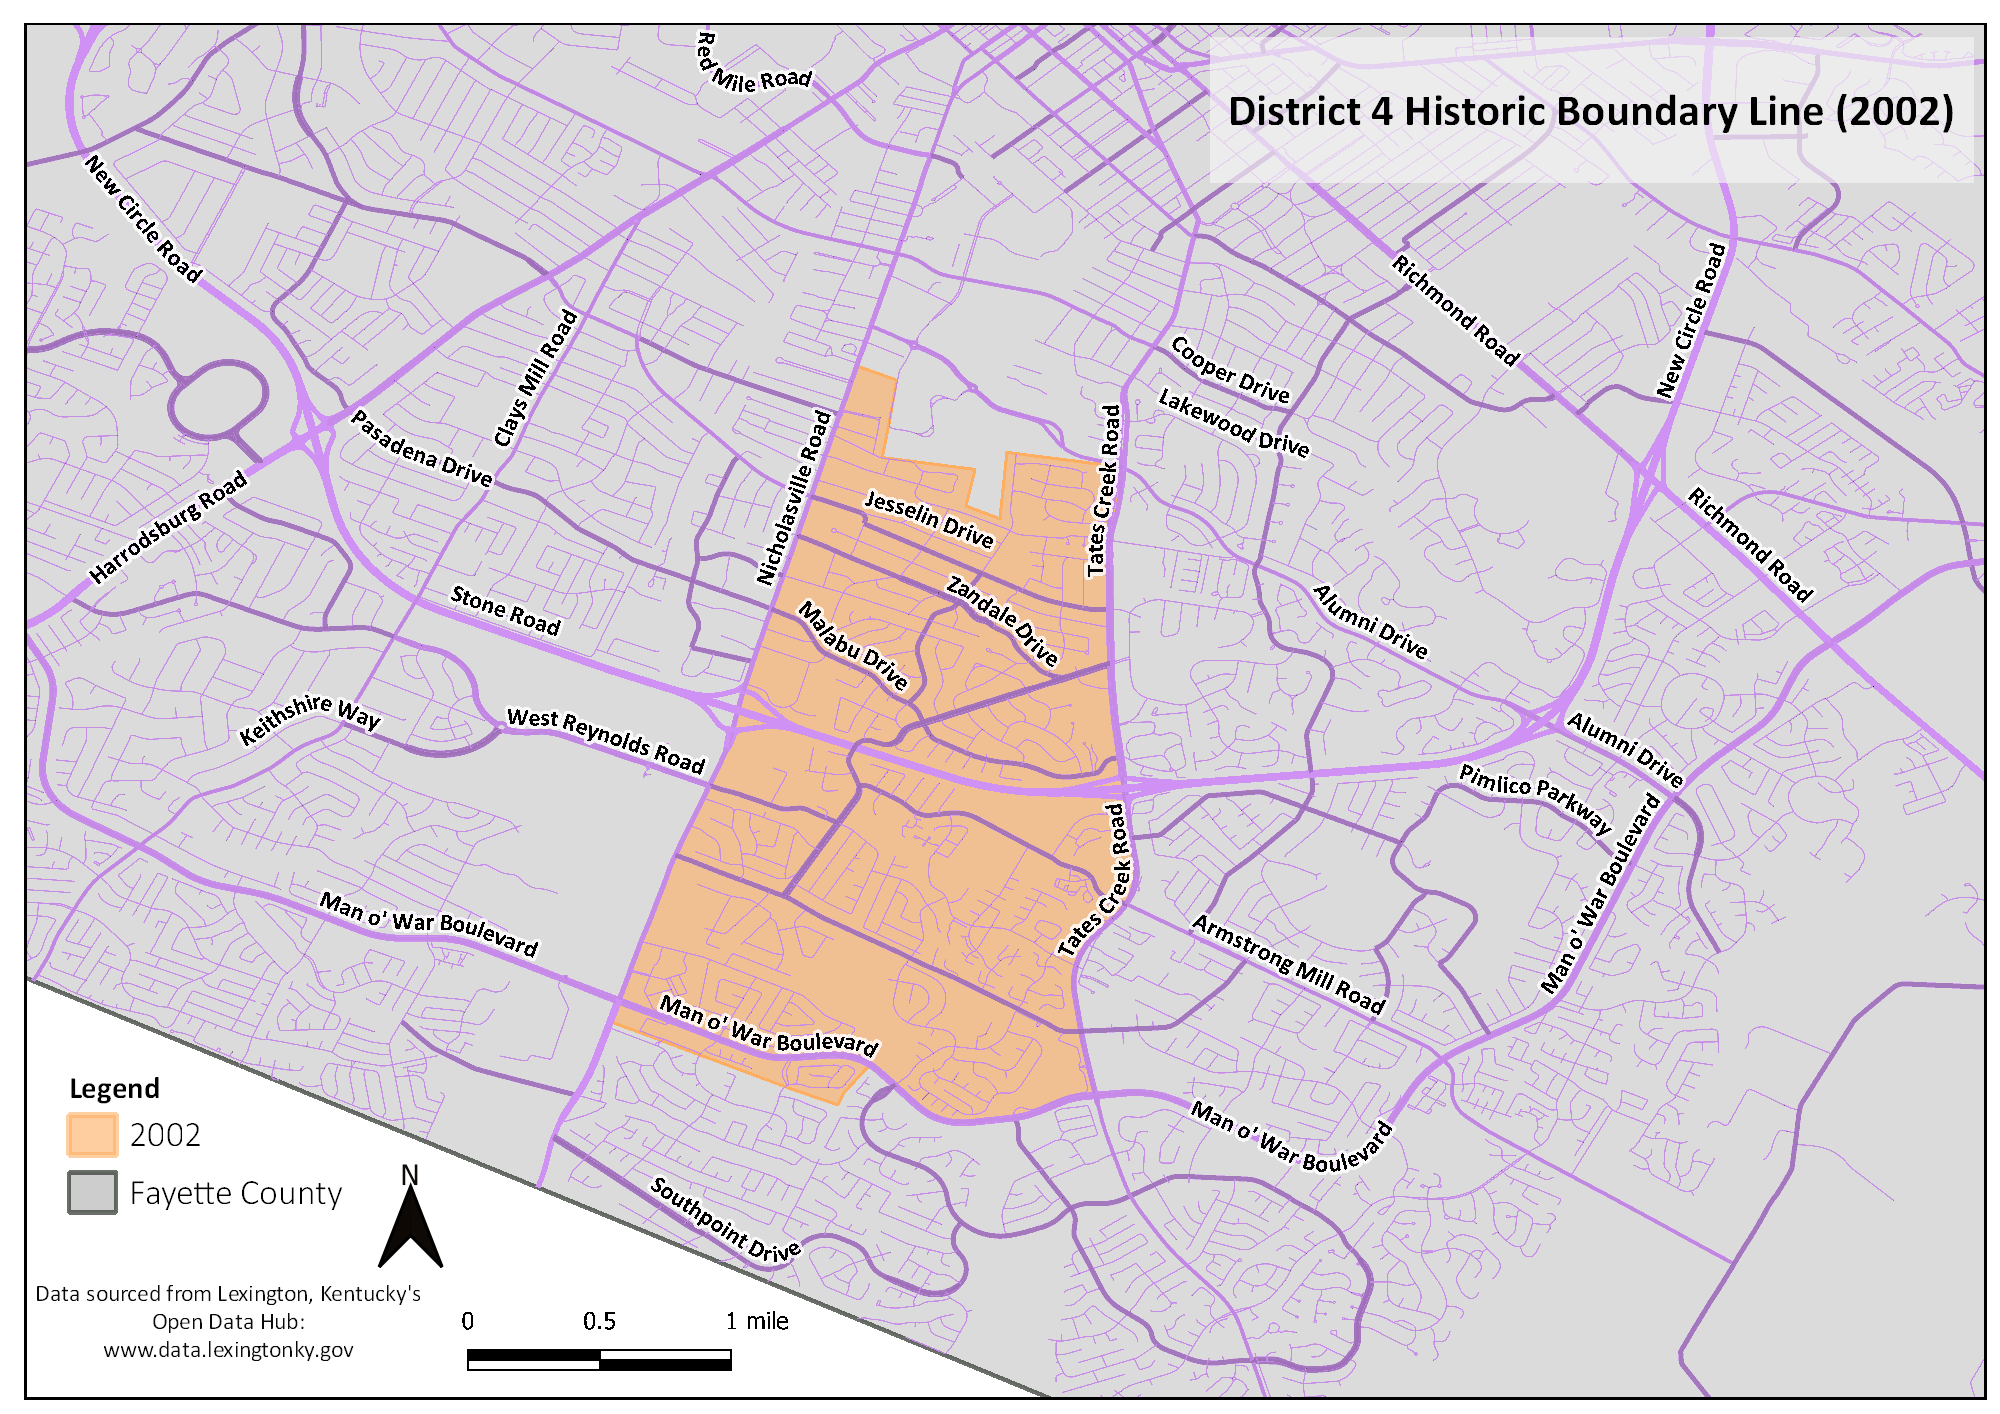 District 4 Historic Boundary Line (2002)
Red Mile Road
New Circle Road
Richmond Road
New Circle Road
Clays Mill Road
Cooper Drive
Lakewood Drive
Pasadena Drive
Nicholasville Road
Tates Creek Road
Harrodsburg Road
Jesselin Drive
Richmond Road
Stone Road
Zandale Drive
Malabu Drive
Alumni Drive
Keithshire Way
West Reynolds Road
Alumni Drive
Pimlico Parkway
Tates Creek Road
Tates Creek Road
Man o' War Boulevard
Man o' War Boulevard
Armstrong Mill Road
Man o' War Boulevard
Man o' War Boulevard
Southpoint Drive
Legend
2002
Fayette County
N
Data sourced from Lexington, Kentucky's
Open Data Hub:
www.data.lexingtonky.gov
0 0.5 1 mile